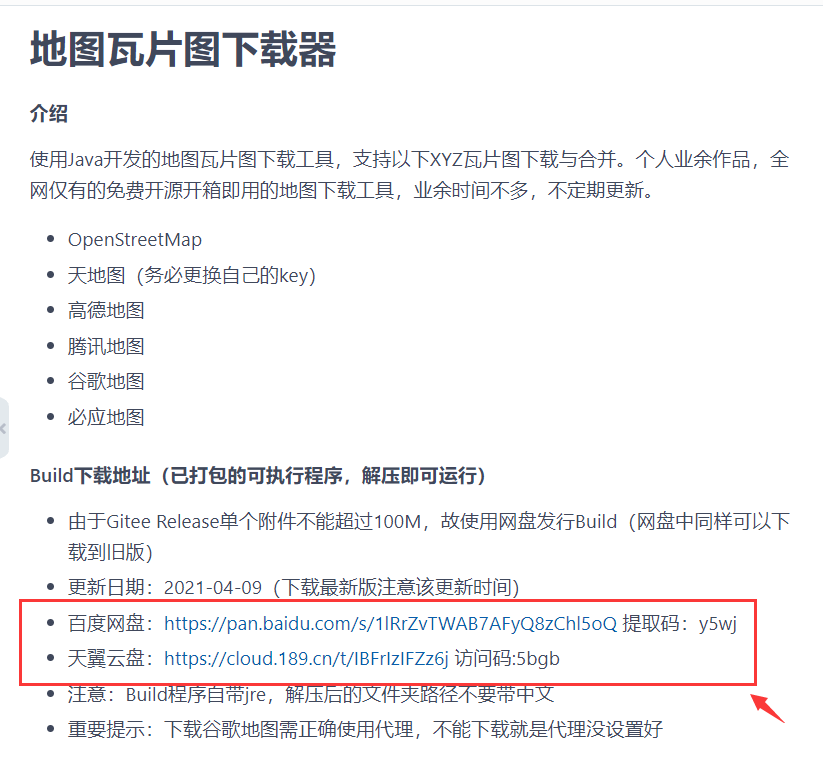 地图瓦片图下载器
介绍
使用Java开发的地图瓦片图下载工具，支持以下XYZ瓦片图下载与合并。个人业余作品，全
网仅有的免费开源开箱即用的地图下载工具，业余时间不多，不定期更新。
OpenStreetMap
天地图（务必更换自己的key）
高德地图
腾讯地图
谷歌地图
必应地图
Build下载地址（已打包的可执行程序，解压即可运行）
由于Gitee Release单个附件不能超过100M，故使用网盘发行Build（网盘中同样可以下
载到旧版）
更新日期：2021-04-09（下载最新版注意该更新时间）
百度网盘：https://pan.baidu.com/s/1lRrZvTWAB7AFyQ8zChl5oQ 提取码：y5wj
天翼云盘：https://cloud.189.cn/t/IBFrIzIFZz6j 访问码:5bgb
注意：Build程序自带jre，解压后的文件夹路径不要带中文
重要提示：下载谷歌地图需正确使用代理，不能下载就是代理没设置好